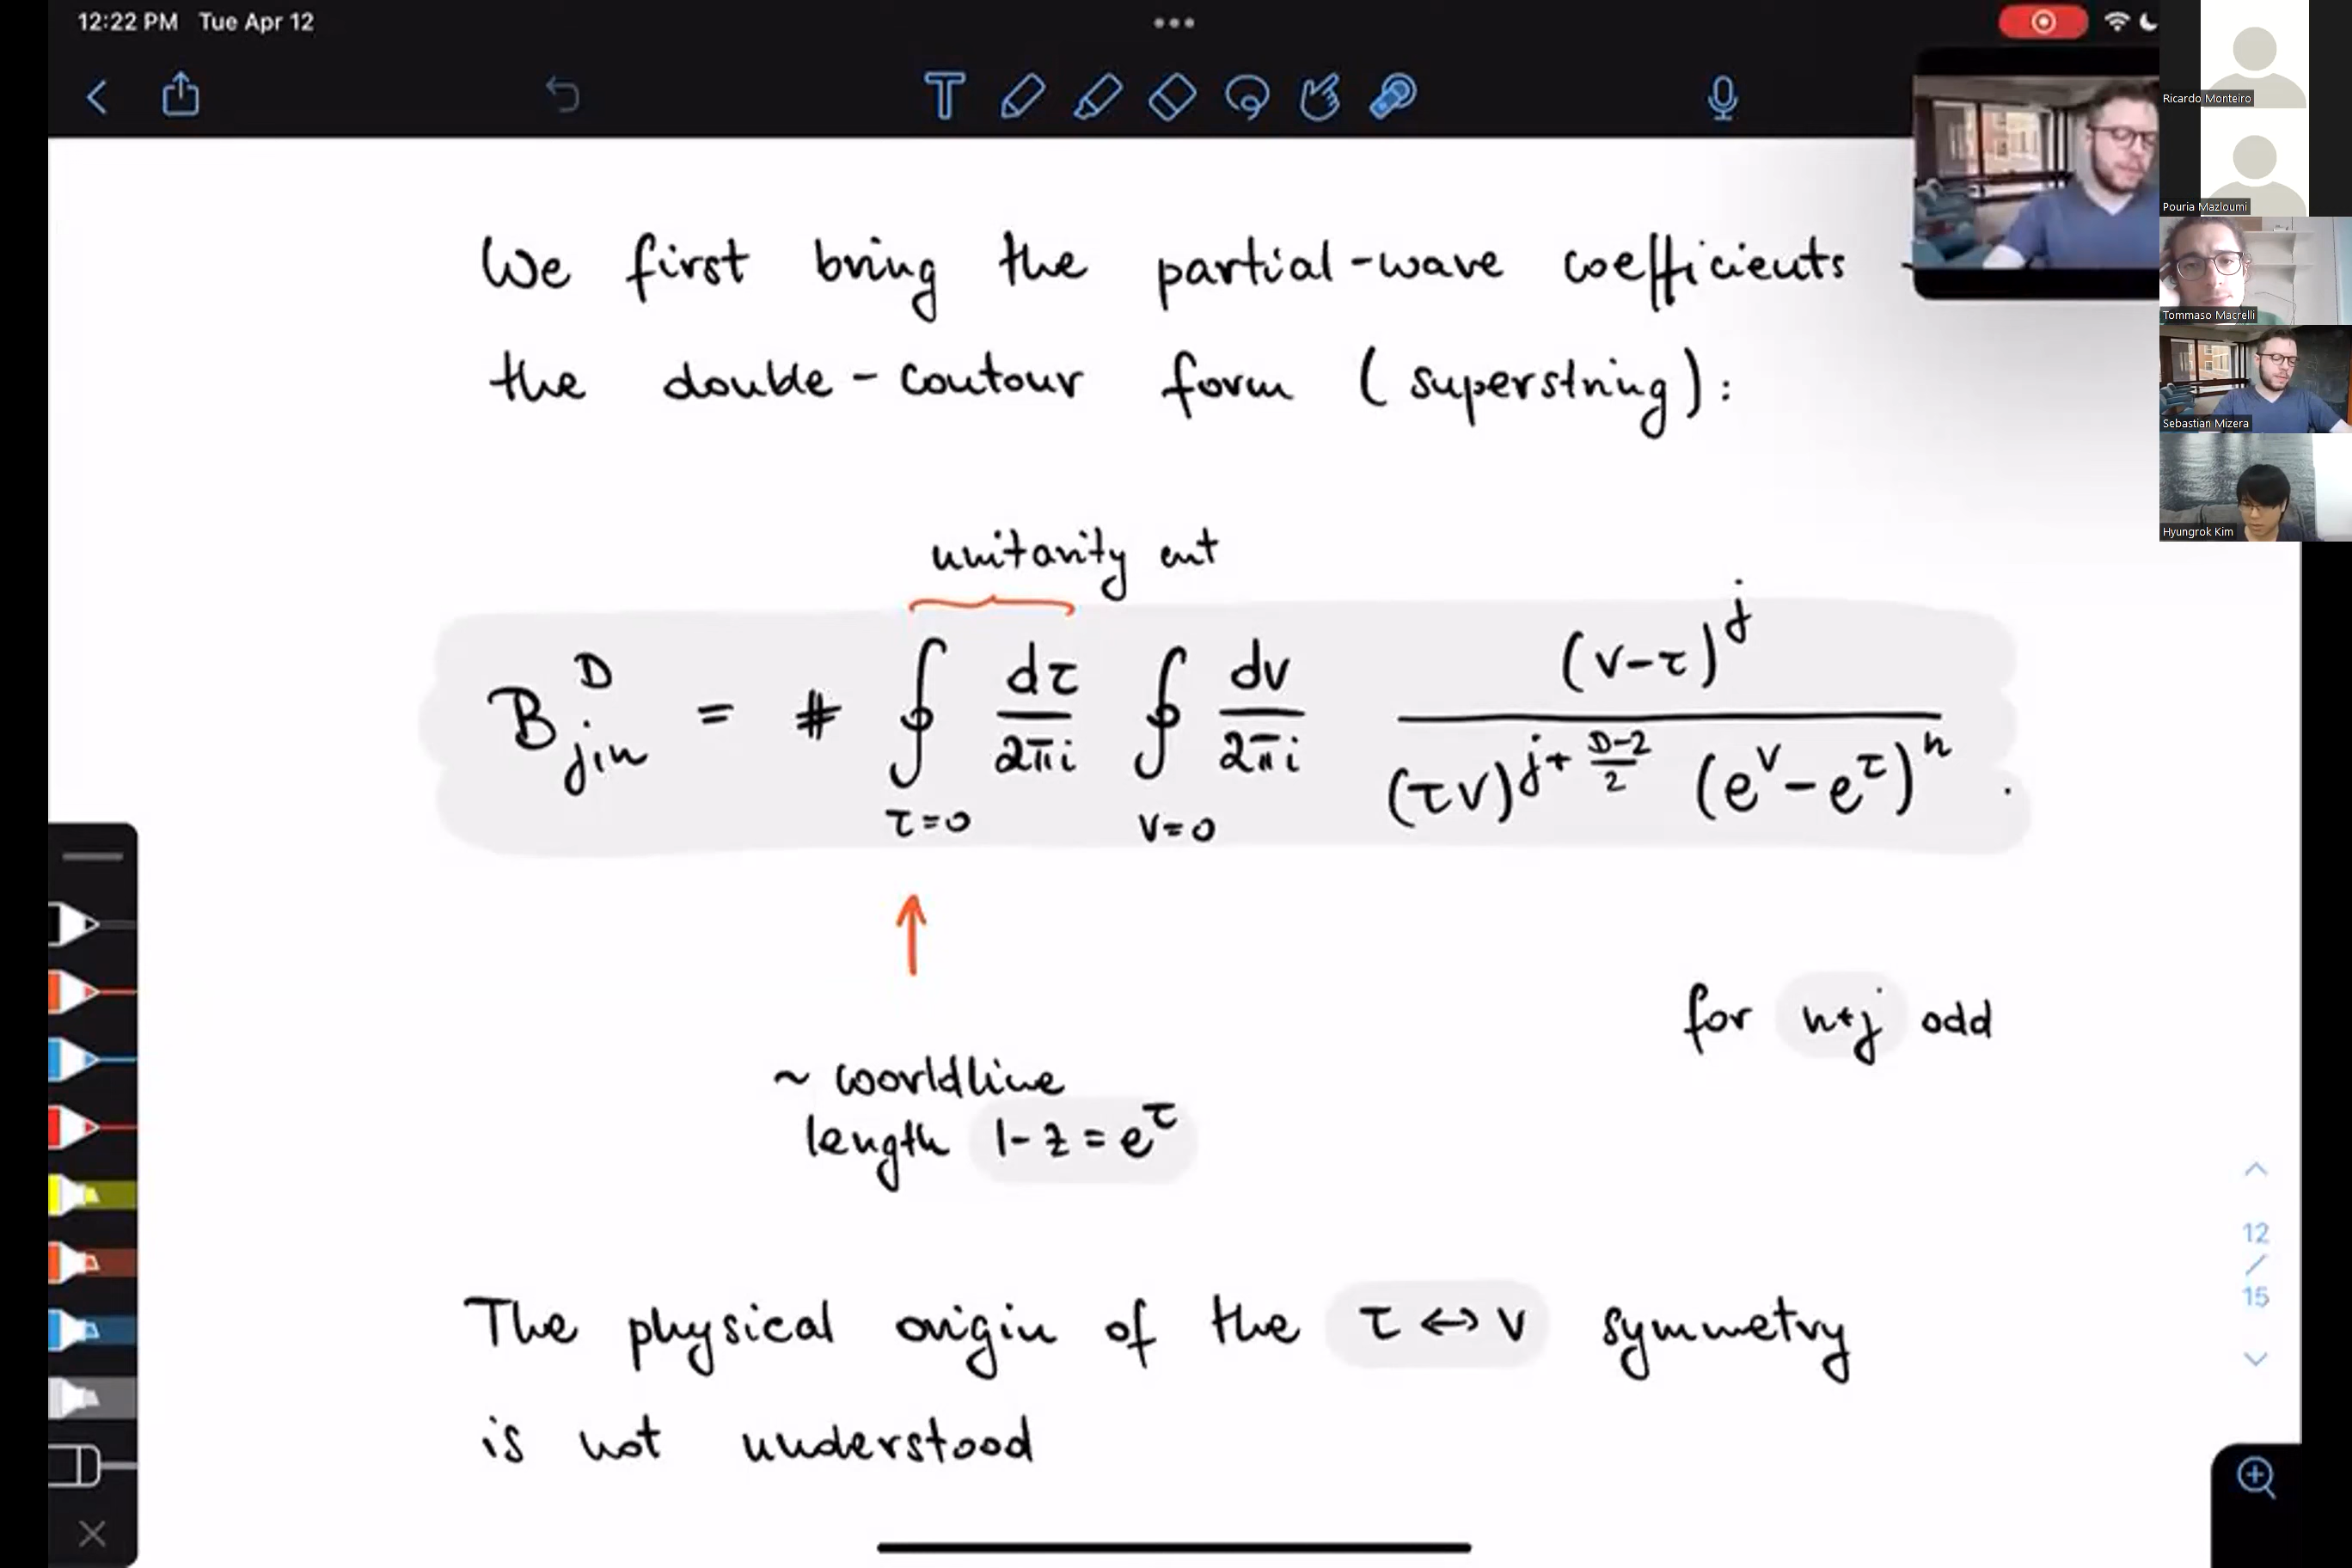 12:22 PM Tue Apr 12
Ricardo Monteiro
Pouria Mazloumi
Tommaso Macrelli
Sebastian Mizera
Hyungrok Kim
We first bring the partial-wave coefficients
the double-contour form (superstring):
unitarity cut
B^D_{j,n} = # ∮_{τ=0} dτ/2πi ∮_{v=0} dv/2πi (v-τ)^j / ((τv)^{j+(D-2)/2} (e^v - e^τ)^n) .
for n+j odd
~ worldline
length 1-z = e^τ
The physical origin of the τ ↔ v symmetry
is not understood
12
/
15